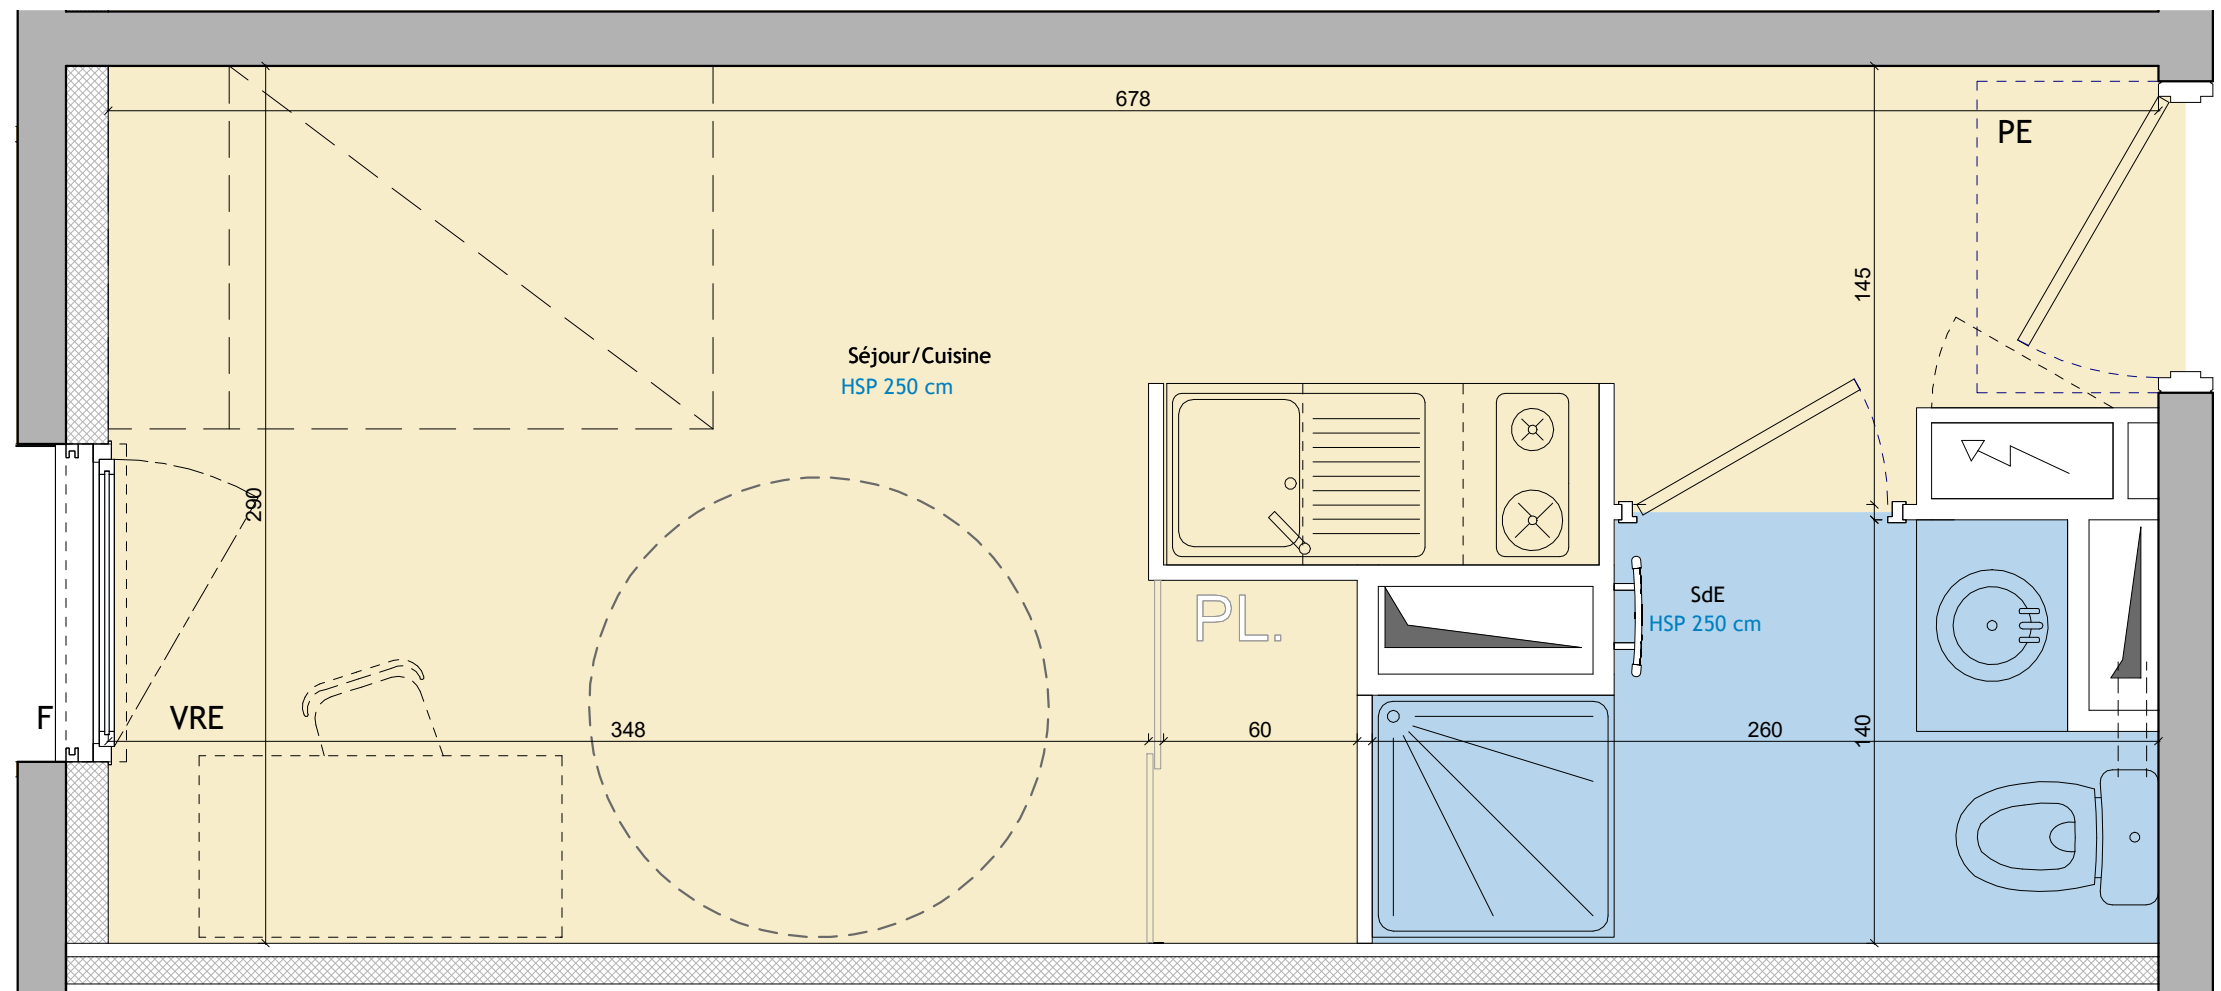 678
PE
145
Séjour/Cuisine
HSP 250 cm
290
PL.
SdE
HSP 250 cm
F
VRE
348
60
260
140